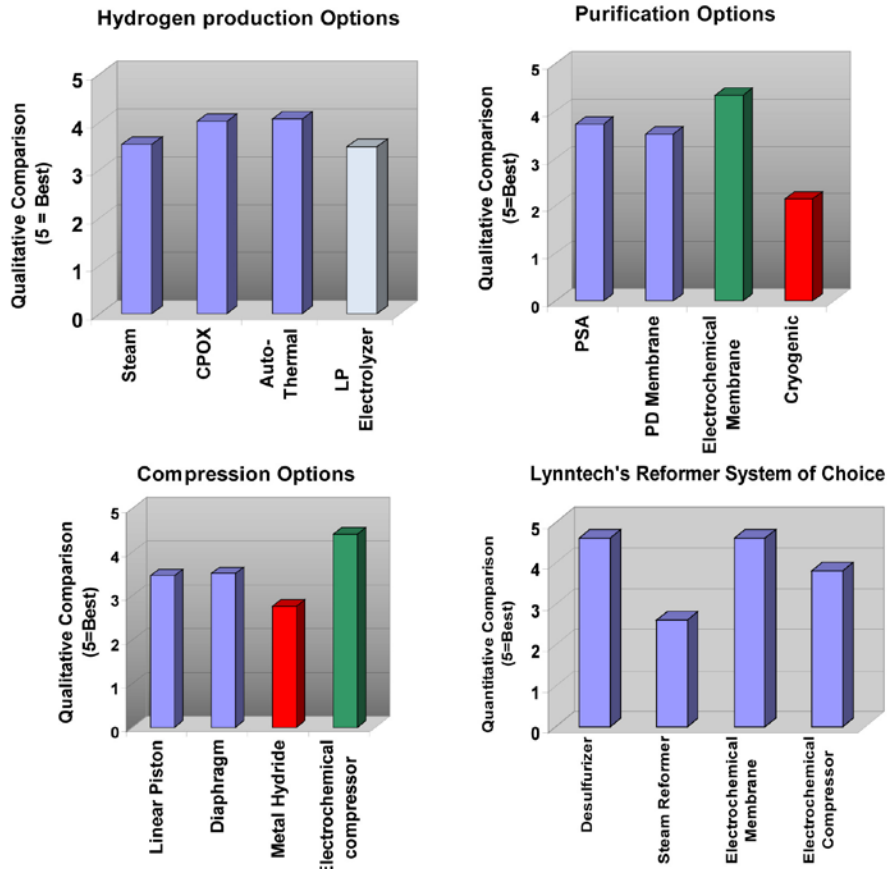 Hydrogen production Options
Qualitative Comparison
(5 = Best)
5
4
3
2
1
0
Steam
CPOX
Auto-
Thermal
LP
Electrolyzer
Purification Options
Qualitative Comparison
(5=Best)
5
4
3
2
1
0
PSA
PD Membrane
Electrochemical
Membrane
Cryogenic
Compression Options
Qualitative Comparison
(5=Best)
5
4
3
2
1
0
Linear Piston
Diaphragm
Metal Hydride
Electrochemical
compressor
Lynntech's Reformer System of Choice
Quantitative Comparison
(5=Best)
5
4
3
2
1
0
Desulfurizer
Steam Reformer
Electrochemical
Membrane
Electrochemical
Compressor